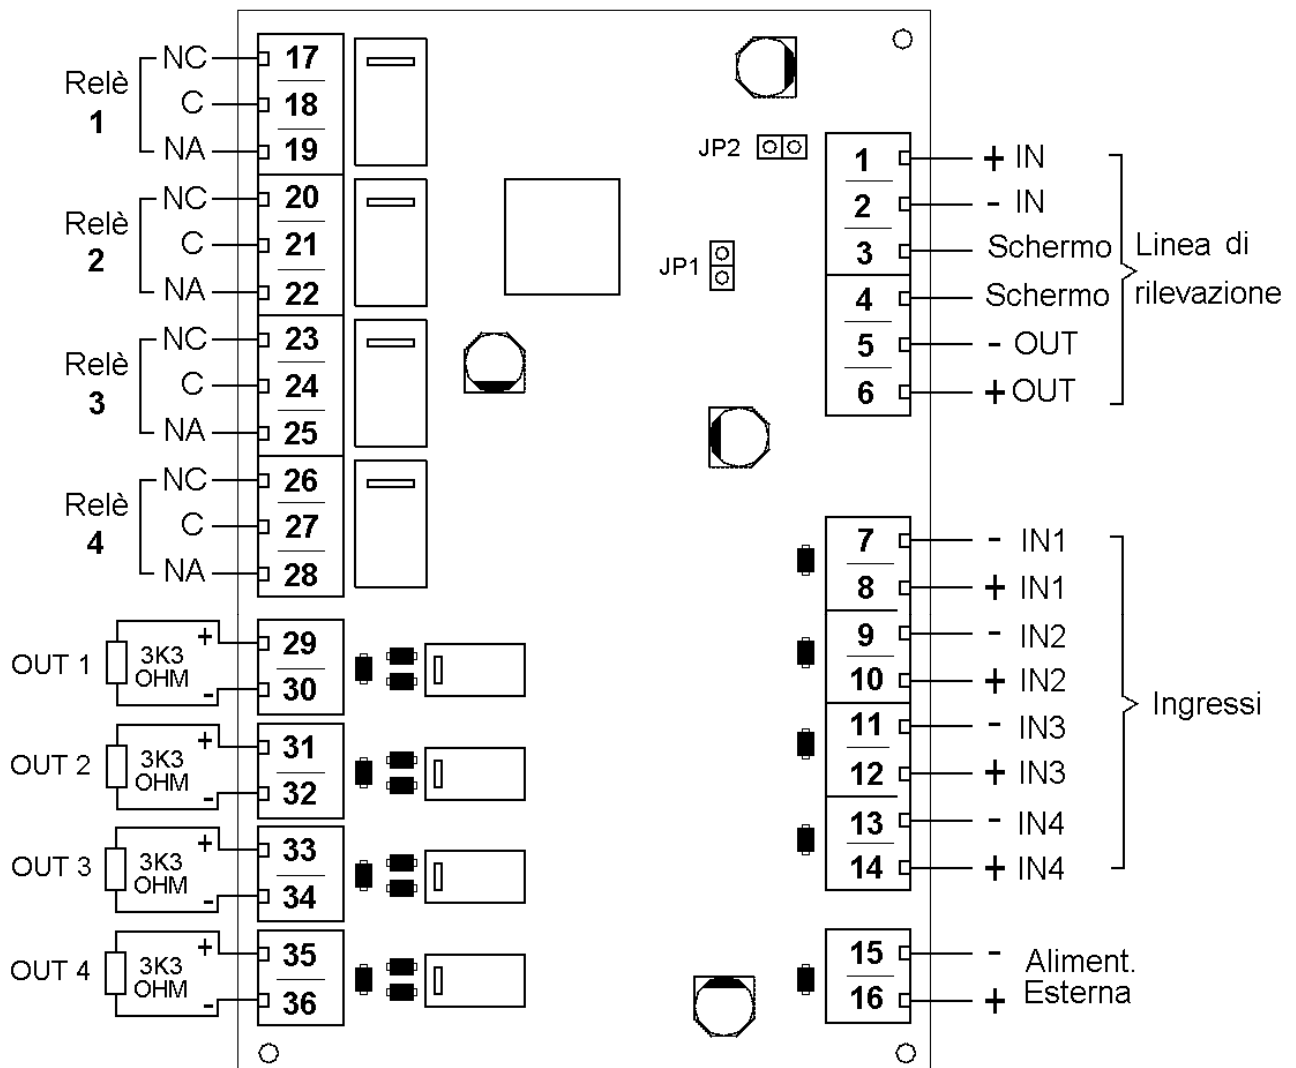 Relè
1
NC
C
NA
17
18
19
Relè
2
NC
C
NA
20
21
22
Relè
3
NC
C
NA
23
24
25
Relè
4
NC
C
NA
26
27
28
OUT 1
3K3
OHM
+
-
29
30
OUT 2
3K3
OHM
+
-
31
32
OUT 3
3K3
OHM
+
-
33
34
OUT 4
3K3
OHM
+
-
35
36
JP2
JP1
1 + IN
2 - IN
3 Schermo
4 Schermo
5 - OUT
6 + OUT
Linea di
rilevazione
7 - IN1
8 + IN1
9 - IN2
10 + IN2
11 - IN3
12 + IN3
13 - IN4
14 + IN4
Ingressi
15 -
16 +
Aliment.
Esterna